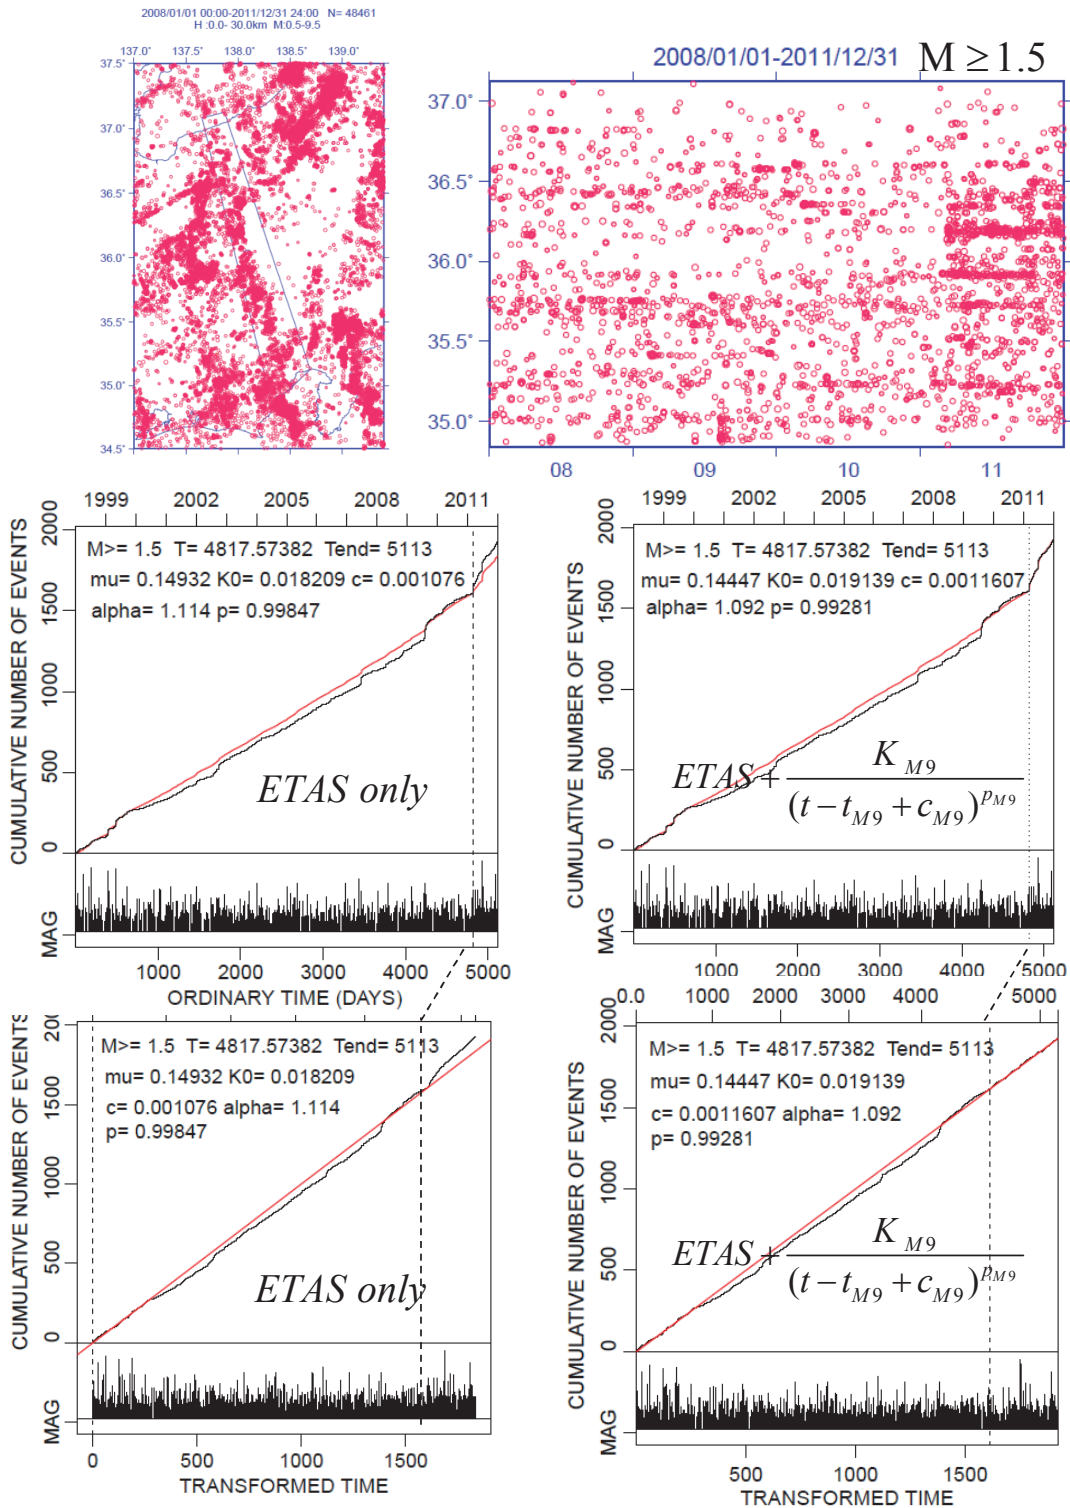 2008/01/01 00:00-2011/12/31 24:00 N= 48461
H :0.0- 30.0km M:0.5-9.5
137.0° 137.5° 138.0° 138.5° 139.0°
37.5°
37.0°
36.5°
36.0°
35.5°
35.0°
34.5°
2008/01/01-2011/12/31 M ≥ 1.5
37.0°
36.5°
36.0°
35.5°
35.0°
08 09 10 11
1999 2002 2005 2008 2011
CUMULATIVE NUMBER OF EVENTS
2000
1500
1000
500
0
M>= 1.5 T= 4817.57382 Tend= 5113
mu= 0.14932 K0= 0.018209 c= 0.001076
alpha= 1.114 p= 0.99847
ETAS only
MAG
1000 2000 3000 4000 5000
ORDINARY TIME (DAYS)
1999 2002 2005 2008 2011
CUMULATIVE NUMBER OF EVENTS
2000
1500
1000
500
0
M>= 1.5 T= 4817.57382 Tend= 5113
mu= 0.14447 K0= 0.019139 c= 0.0011607
alpha= 1.092 p= 0.99281
ETAS + K_M9 / (t − t_M9 + c_M9)^p_M9
MAG
1000 2000 3000 4000 5000
CUMULATIVE NUMBER OF EVENTS
1500
1000
500
0
M>= 1.5 T= 4817.57382 Tend= 5113
mu= 0.14932 K0= 0.018209
c= 0.001076 alpha= 1.114
p= 0.99847
ETAS only
MAG
0 500 1000 1500
TRANSFORMED TIME
0.0 1000 2000 3000 4000 5000
CUMULATIVE NUMBER OF EVENTS
2000
1500
1000
500
0
M>= 1.5 T= 4817.57382 Tend= 5113
mu= 0.14447 K0= 0.019139
c= 0.0011607 alpha= 1.092
p= 0.99281
ETAS + K_M9 / (t − t_M9 + c_M9)^p_M9
MAG
500 1000 1500
TRANSFORMED TIME